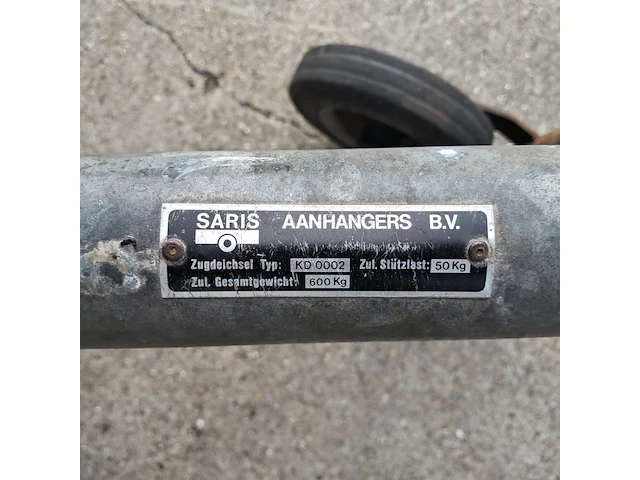 SARIS AANHANGERS B.V.
Zugdeichsel Typ: KD 0002 Zul. Stützlast: 50 Kg
Zul. Gesamtgewicht: 600 Kg